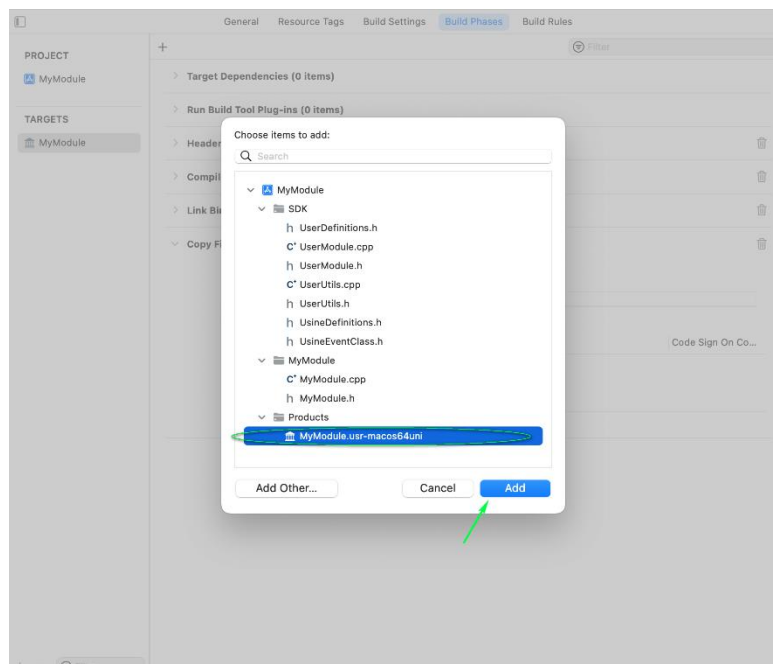 General Resource Tags Build Settings Build Phases Build Rules
+ Filter
PROJECT
MyModule
TARGETS
MyModule
Target Dependencies (0 items)
Run Build Tool Plug-ins (0 items)
Header
Compil
Link Bi
Copy Fi
Code Sign On Co...
Choose items to add:
Search
MyModule
SDK
h UserDefinitions.h
C+ UserModule.cpp
h UserModule.h
C+ UserUtils.cpp
h UserUtils.h
h UsineDefinitions.h
h UsineEventClass.h
MyModule
C+ MyModule.cpp
h MyModule.h
Products
MyModule.usr-macos64uni
Add Other... Cancel Add